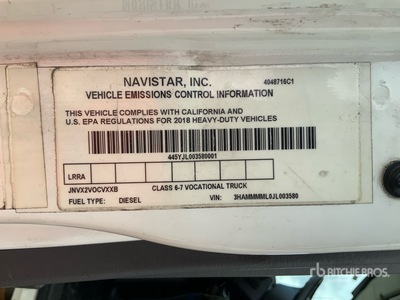 NAVISTAR, INC.
4048716C1
VEHICLE EMISSIONS CONTROL INFORMATION
THIS VEHICLE COMPLIES WITH CALIFORNIA AND
U.S. EPA REGULATIONS FOR 2018 HEAVY-DUTY VEHICLES
445YJL003580001
LRRA
JNVX2VOCVXXB
CLASS 6-7 VOCATIONAL TRUCK
FUEL TYPE: DIESEL
VIN: 3HAMMMML0JL003580
rb RITCHIE BROS.